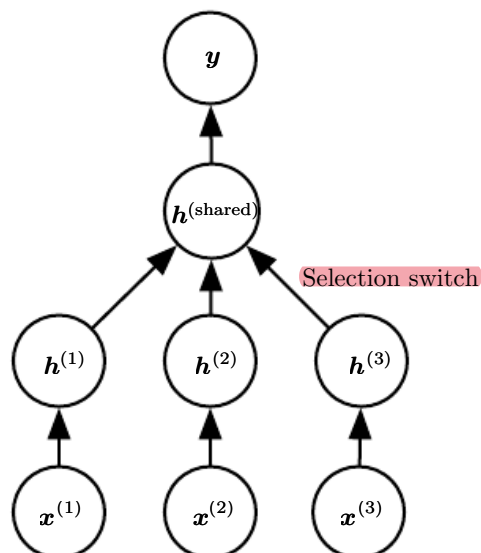 y
h(shared)
Selection switch
h(1) h(2) h(3)
x(1) x(2) x(3)